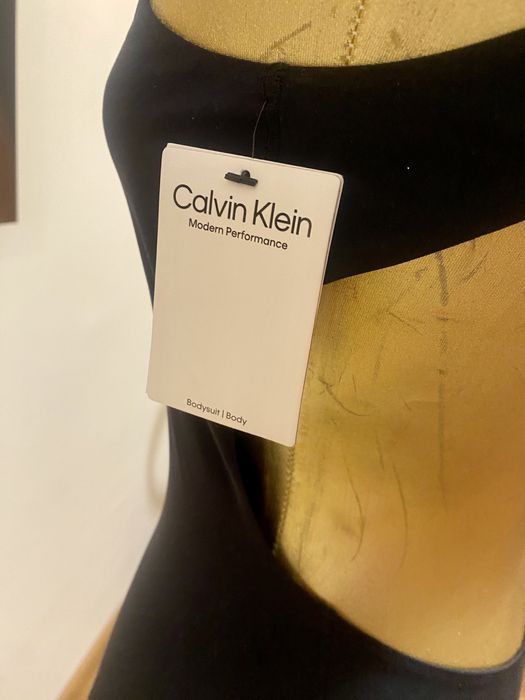 Calvin Klein
Modern Performance
Bodysuit | Body